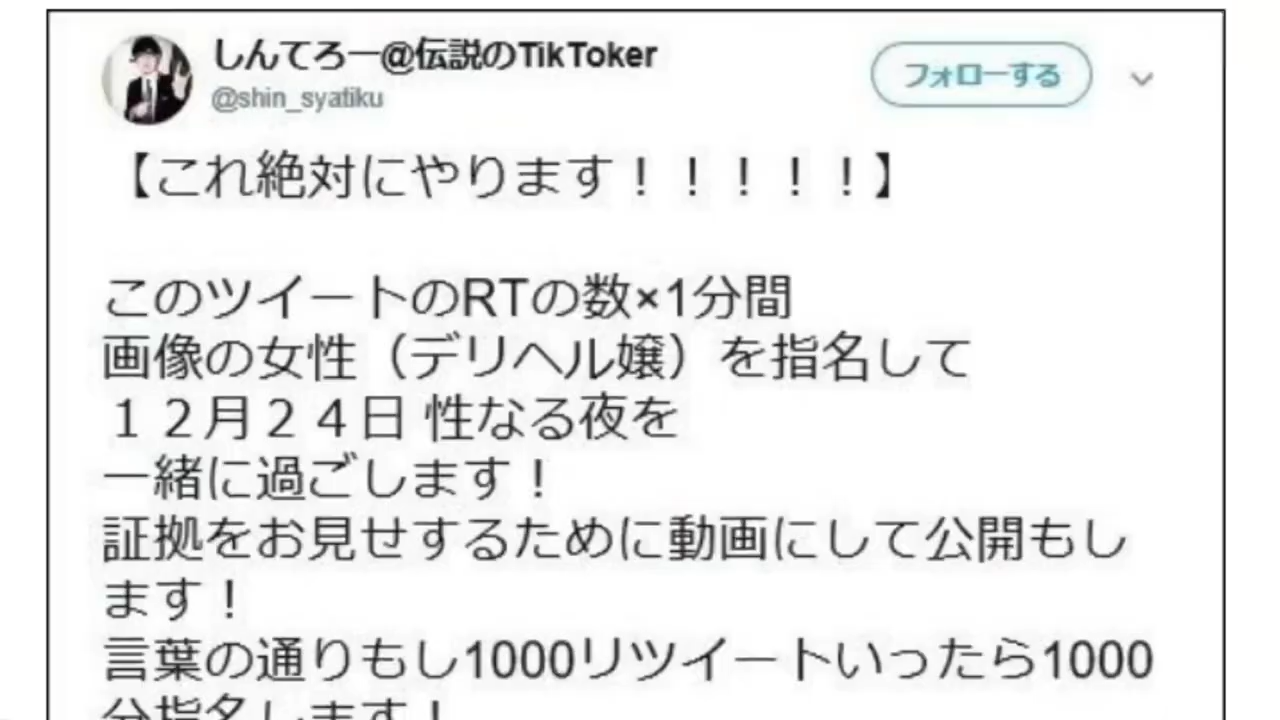 しんてろー@伝説のTikToker
@shin_syatiku
フォローする
【これ絶対にやります！！！！！】
このツイートのRTの数×1分間
画像の女性（デリヘル嬢）を指名して
１２月２４日 性なる夜を
一緒に過ごします！
証拠をお見せするために動画にして公開もし
ます！
言葉の通りもし1000リツイートいったら1000
分指名します！